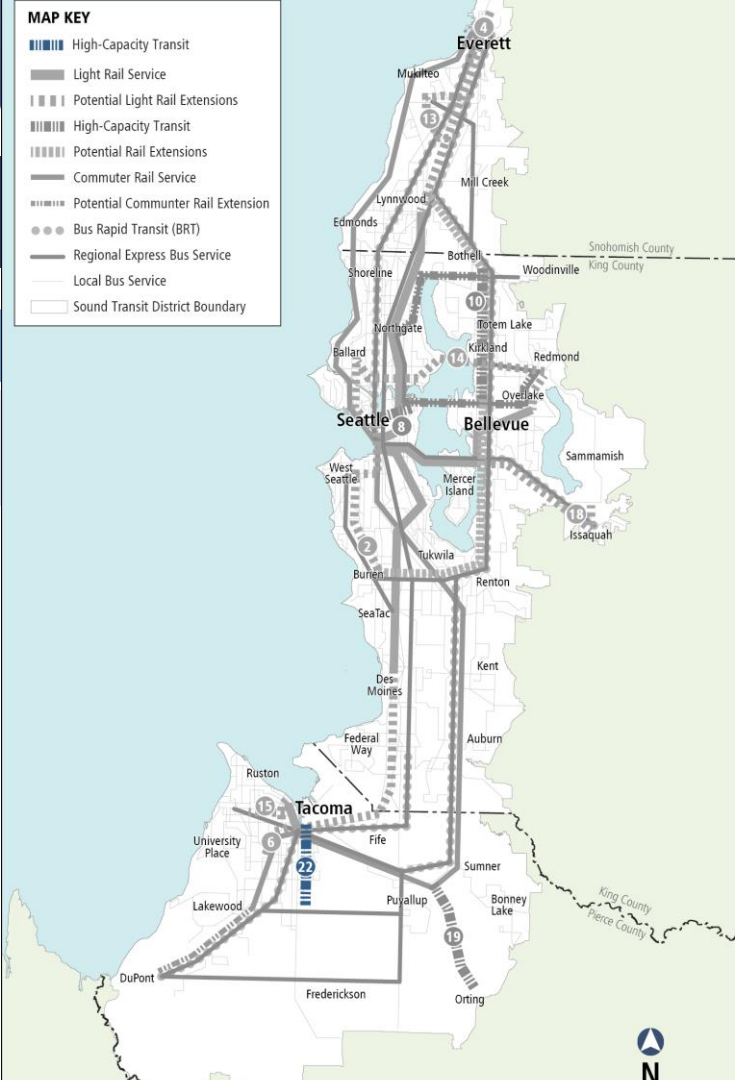 MAP KEY
High-Capacity Transit
Light Rail Service
Potential Light Rail Extensions
High-Capacity Transit
Potential Rail Extensions
Commuter Rail Service
Potential Communter Rail Extension
Bus Rapid Transit (BRT)
Regional Express Bus Service
Local Bus Service
Sound Transit District Boundary
4
Everett
Mukilteo
13
Mill Creek
Lynnwood
Edmonds
Snohomish County
Bothell
King County
Shoreline
Woodinville
10
Northgate
Totem Lake
Kirkland
Ballard
14
Redmond
Overlake
Seattle
8
Bellevue
Sammamish
West
Seattle
Mercer
Island
18
Issaquah
2
Tukwila
Burien
Renton
SeaTac
Kent
Des
Moines
Federal
Way
Auburn
Ruston
15
Tacoma
University
Place
6
Fife
22
Sumner
Lakewood
Puyallup
Bonney
Lake
King County
Pierce County
19
DuPont
Frederickson
Orting
N